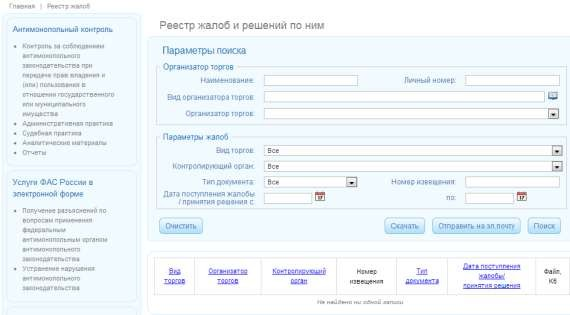 Главная | Реестр жалоб
Антимонопольный контроль
Контроль за соблюдением
антимонопольного
законодательства при
передаче прав владения и
(или) пользования в
отношении государственного
или муниципального
имущества
Административная практика
Судебная практика
Аналитические материалы
Отчеты
Услуги ФАС России в
электронной форме
Получение разъяснений по
вопросам применения
федеральным
антимонопольным органом
антимонопольного
законодательства
Устранение нарушения
антимонопольного
законодательства
Реестр жалоб и решений по ним
Параметры поиска
Организатор торгов
Наименование: Личный номер:
Вид организатора торгов:
Организатор торгов:
Параметры жалоб
Вид торгов: Все
Контролирующий орган: Все
Тип документа: Все Номер извещения:
Дата поступления жалобы
/ принятия решения с: по:
Очистить Скачать Отправить на эл.почту Поиск
Вид торгов Организатор торгов Контролирующий орган Номер извещения Тип документа Дата поступления жалобы/ принятия решения Файл, Кб
Не найдено ни одной записи